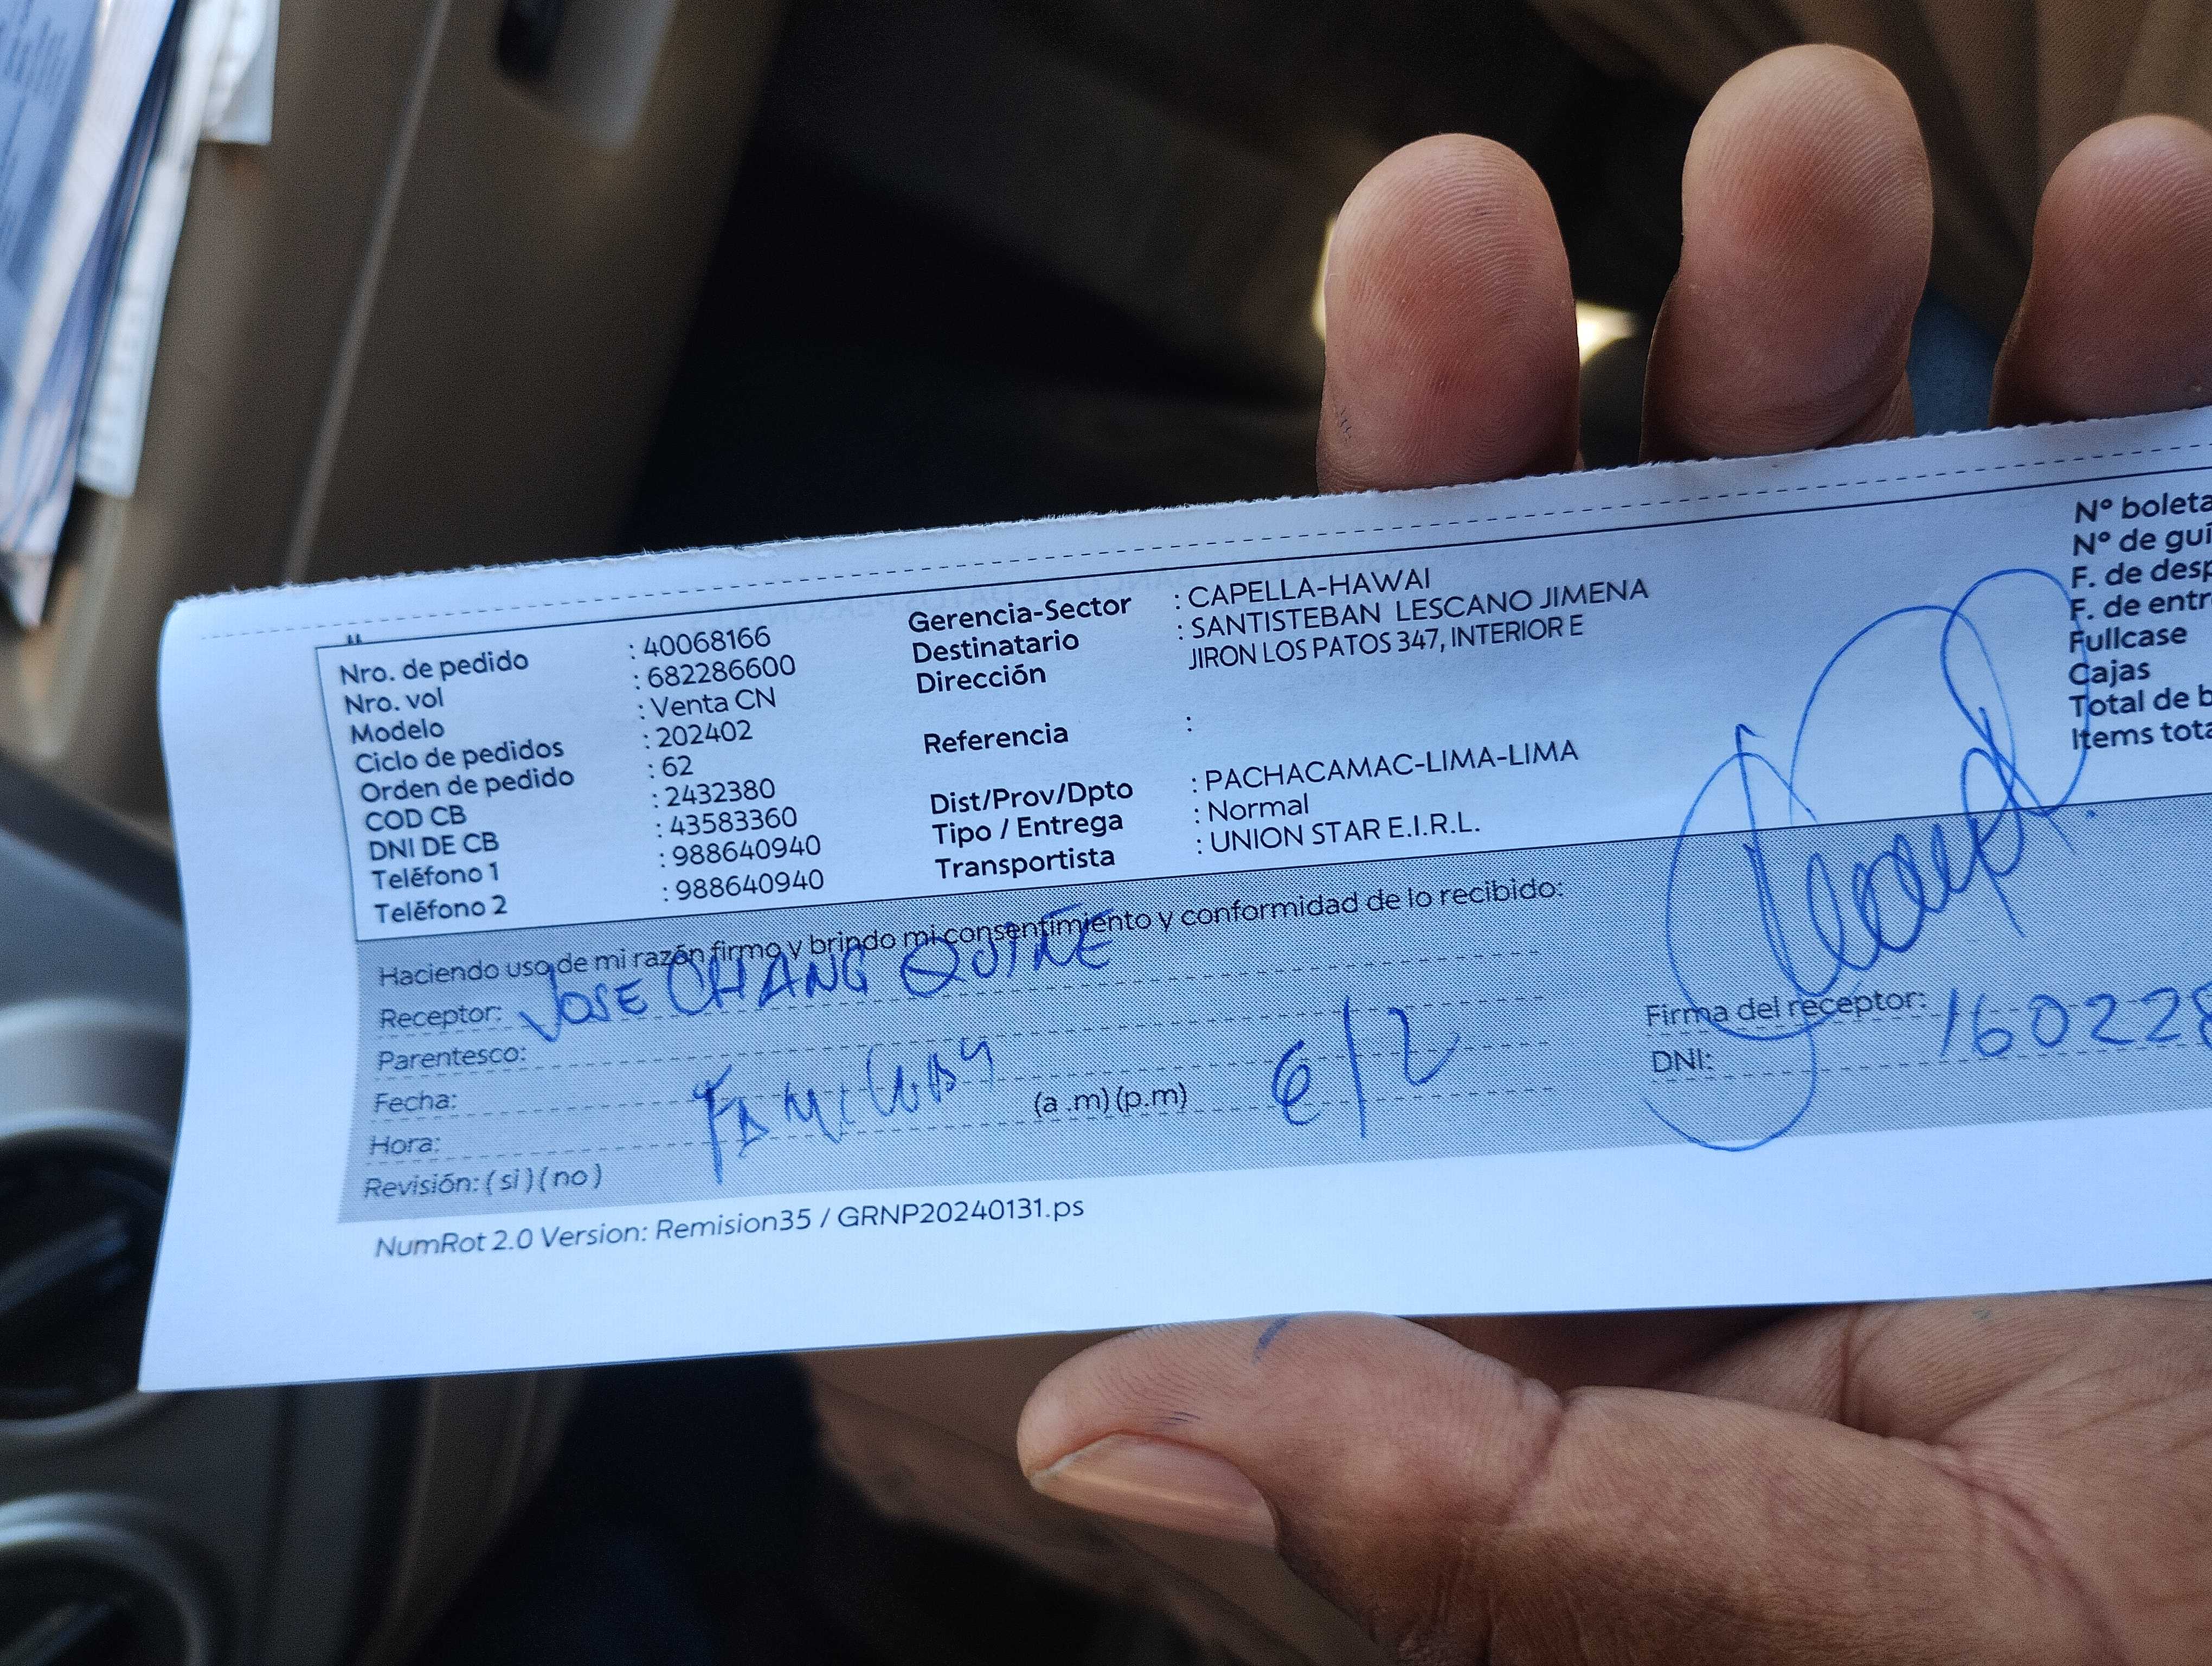 Nro. de pedido : 40068166
Nro. vol : 682286600
Modelo : Venta CN
Ciclo de pedidos : 202402
Orden de pedido : 62
COD CB : 2432380
DNI DE CB : 43583360
Teléfono 1 : 988640940
Teléfono 2 : 988640940
Gerencia-Sector : CAPELLA-HAWAI
Destinatario : SANTISTEBAN LESCANO JIMENA
Dirección JIRON LOS PATOS 347, INTERIOR E
Referencia :
Dist/Prov/Dpto : PACHACAMAC-LIMA-LIMA
Tipo / Entrega : Normal
Transportista : UNION STAR E.I.R.L.
Nº boleta
Nº de gui
F. de desp
F. de entr
Fullcase
Cajas
Total de b
Items tota
Haciendo uso de mi razón firmo y brindo mi consentimiento y conformidad de lo recibido:
Receptor: JOSE CHANG QUIÑE
Parentesco:
Fecha:
Hora: (a .m) (p.m) 6/2
Revisión: ( si ) ( no )
Firma del receptor:
DNI: 160228
NumRot 2.0 Version: Remision35 / GRNP20240131.ps